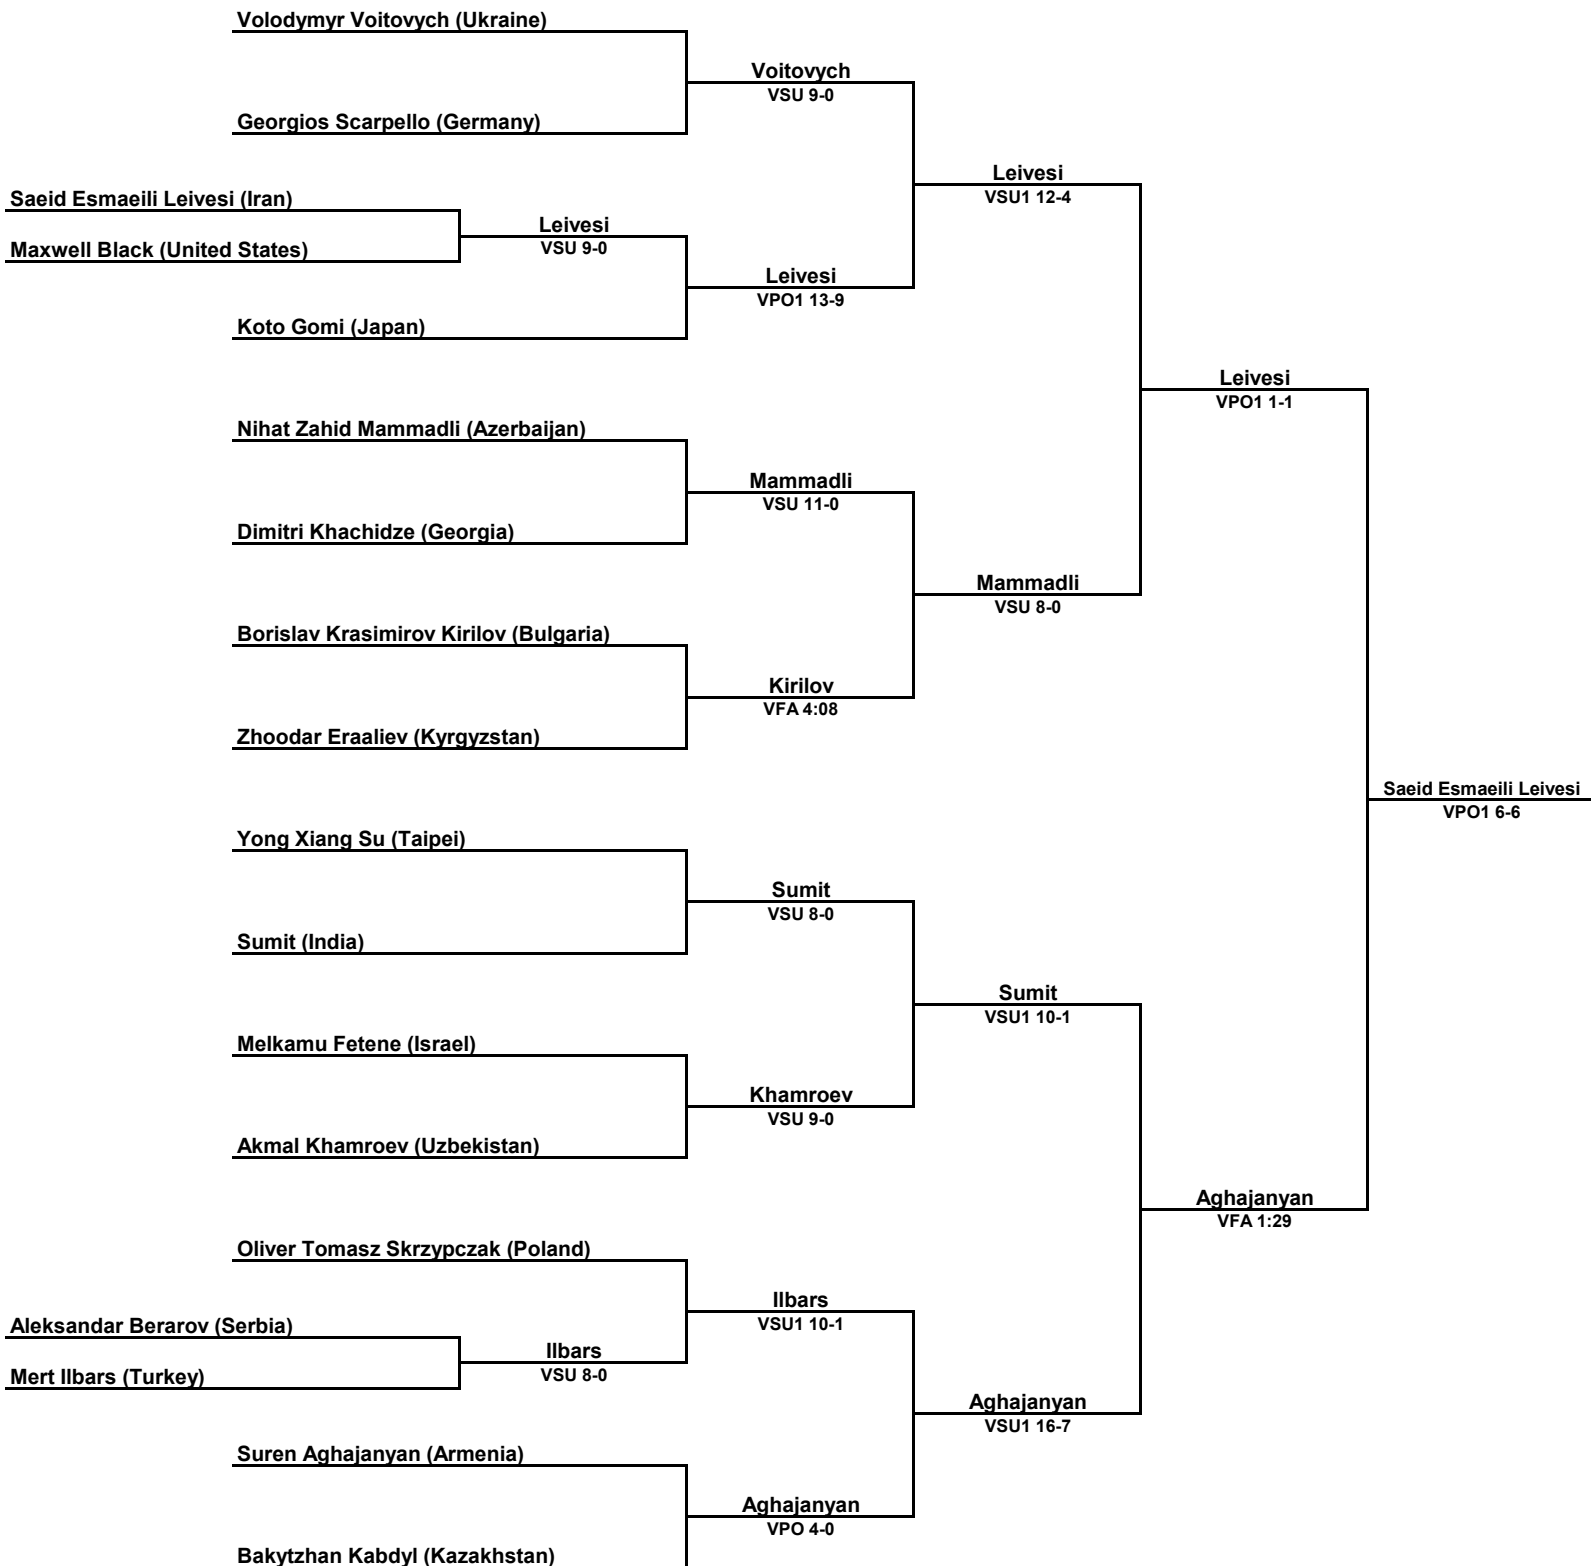 Volodymyr Voitovych (Ukraine)
Voitovych
VSU 9-0
Georgios Scarpello (Germany)
Leivesi
VSU1 12-4
Saeid Esmaeili Leivesi (Iran)
Leivesi
VSU 9-0
Maxwell Black (United States)
Leivesi
VPO1 13-9
Koto Gomi (Japan)
Leivesi
VPO1 1-1
Nihat Zahid Mammadli (Azerbaijan)
Mammadli
VSU 11-0
Dimitri Khachidze (Georgia)
Mammadli
VSU 8-0
Borislav Krasimirov Kirilov (Bulgaria)
Kirilov
VFA 4:08
Zhoodar Eraaliev (Kyrgyzstan)
Saeid Esmaeili Leivesi
VPO1 6-6
Yong Xiang Su (Taipei)
Sumit
VSU 8-0
Sumit (India)
Sumit
VSU1 10-1
Melkamu Fetene (Israel)
Khamroev
VSU 9-0
Akmal Khamroev (Uzbekistan)
Aghajanyan
VFA 1:29
Oliver Tomasz Skrzypczak (Poland)
Ilbars
VSU1 10-1
Aleksandar Berarov (Serbia)
Ilbars
VSU 8-0
Mert Ilbars (Turkey)
Aghajanyan
VSU1 16-7
Suren Aghajanyan (Armenia)
Aghajanyan
VPO 4-0
Bakytzhan Kabdyl (Kazakhstan)